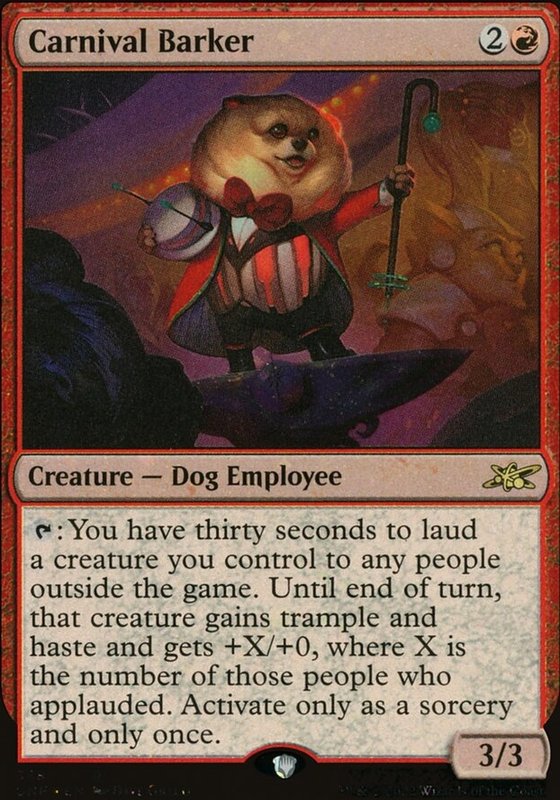 Carnival Barker 2
Creature — Dog Employee
: You have thirty seconds to laud
a creature you control to any people
outside the game. Until end of turn,
that creature gains trample and
haste and gets +X/+0, where X is
the number of those people who
applauded. Activate only as a sorcery
and only once.
3/3